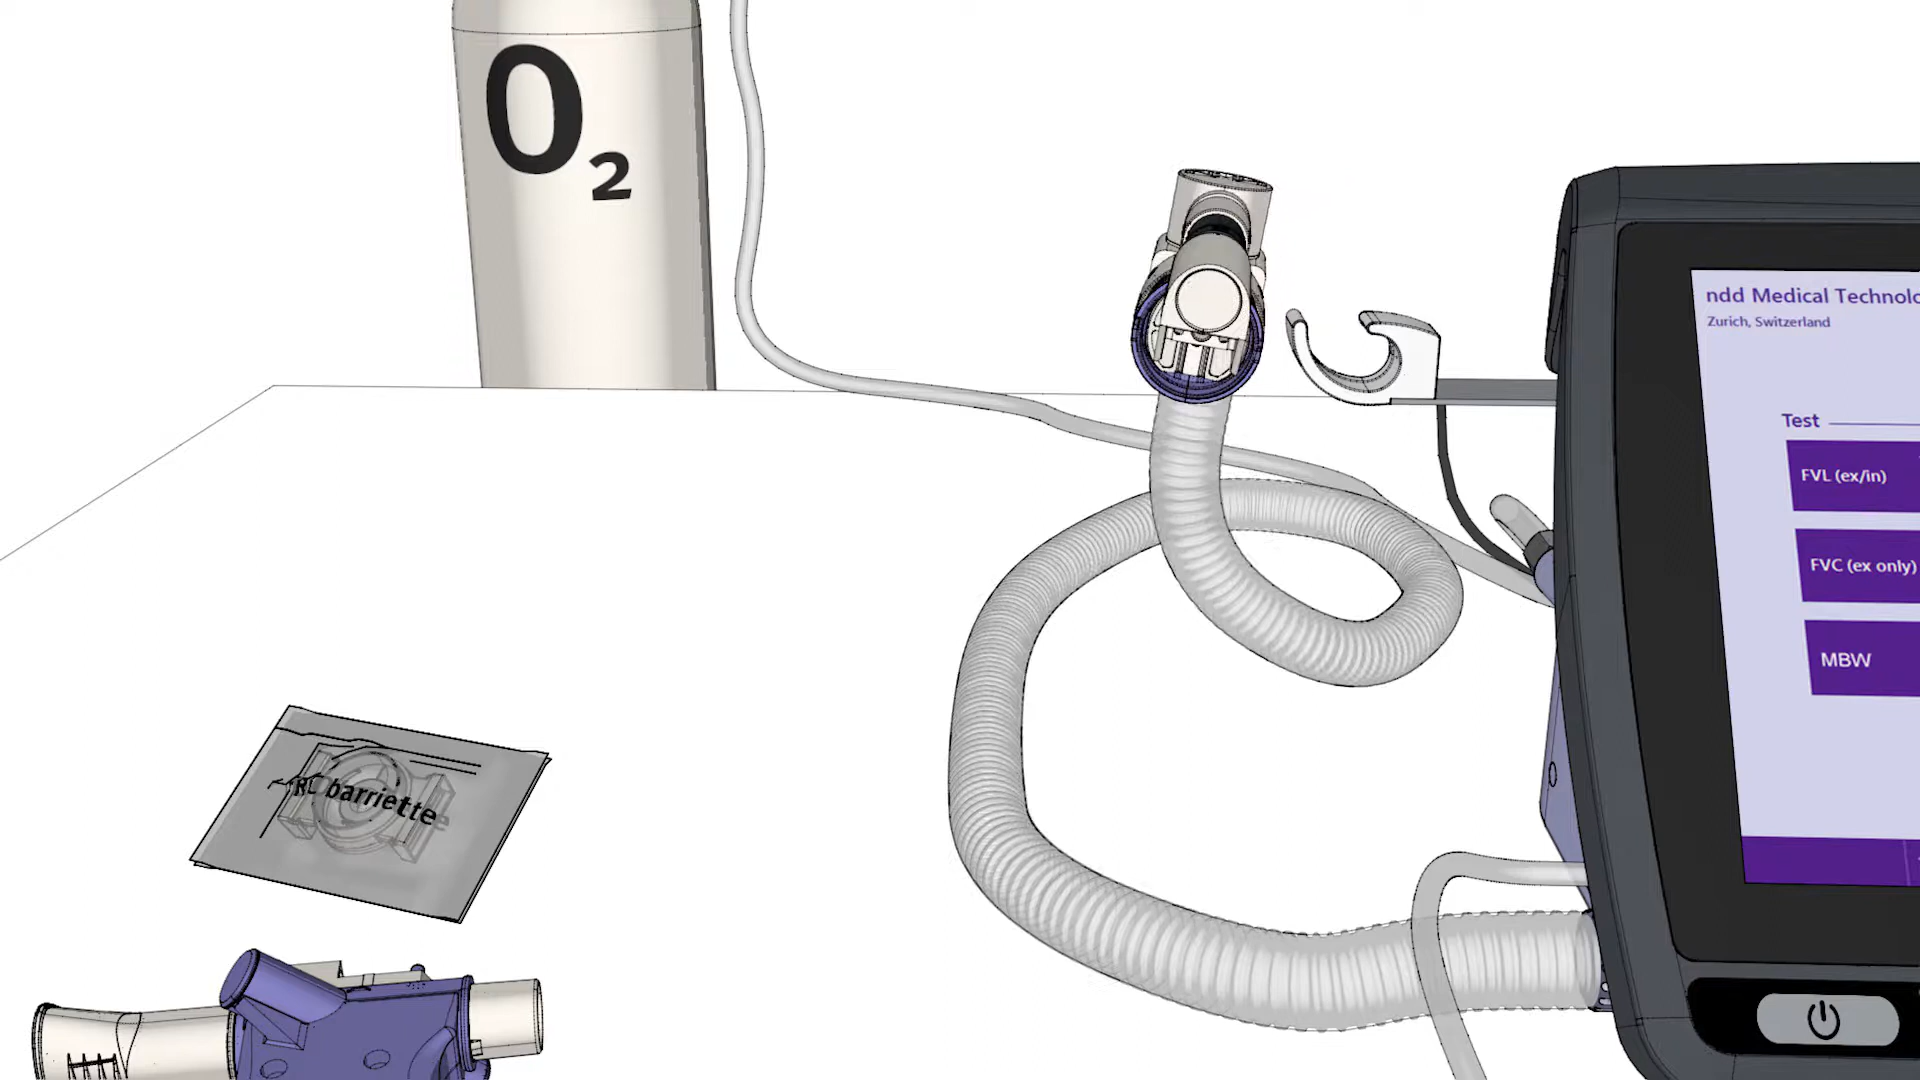 O₂
ndd Medical Technolo
Zurich, Switzerland
Test
FVL (ex/in)
FVC (ex only)
MBW
barriette